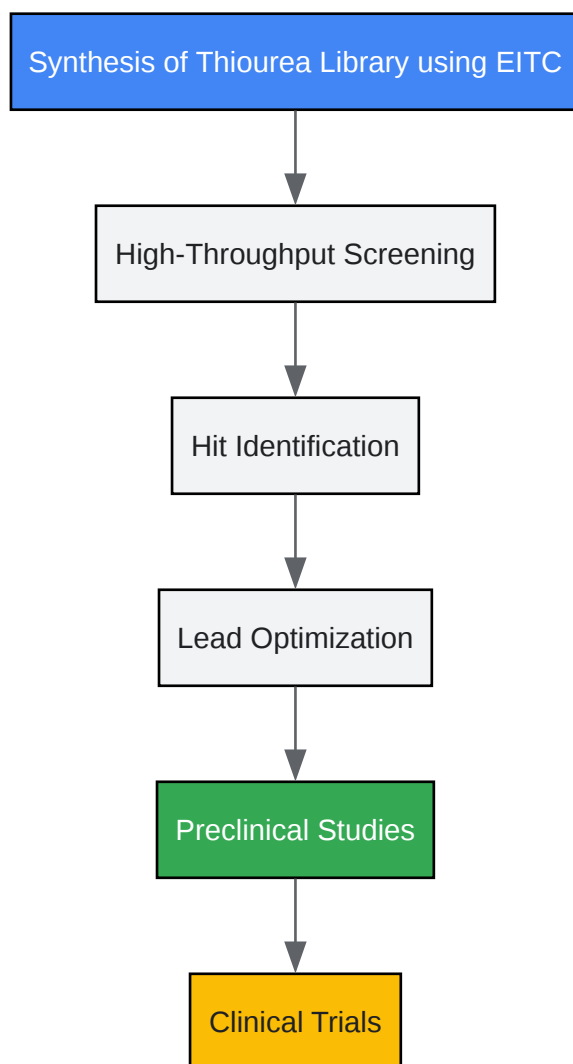 Synthesis of Thiourea Library using EITC
High-Throughput Screening
Hit Identification
Lead Optimization
Preclinical Studies
Clinical Trials